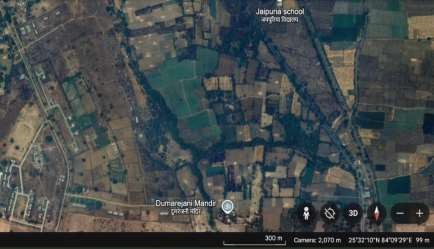 Jaipuria school
जयपुरिया विद्यालय
Dumarejani Mandir
डुमरेजनी मंदिर
3D
300 m
Camera: 2,070 m 25°32'10"N 84°09'29"E 99 m